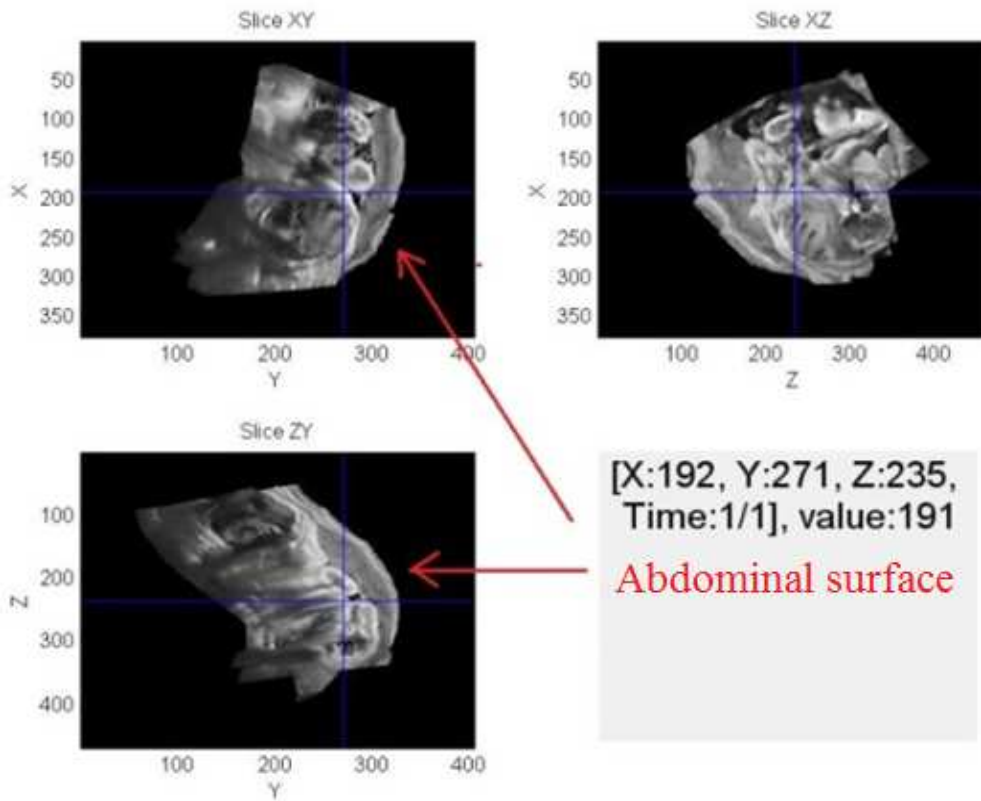 Slice XY
50
100
150
200
250
300
350
X
100 200 300 400
Y
Slice XZ
50
100
150
200
250
300
350
X
100 200 300 400
Z
Slice ZY
100
200
300
400
Z
100 200 300 400
Y
[X:192, Y:271, Z:235,
Time:1/1], value:191
Abdominal surface